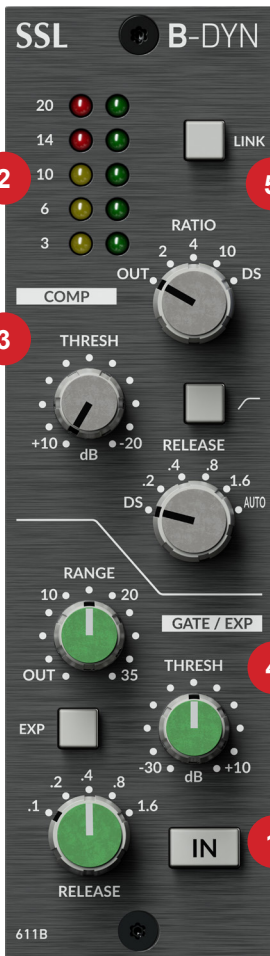 SSL B-DYN
20
14
10
6
3
LINK
2
5
RATIO
OUT 2 4 10 DS
COMP
3
THRESH
+10 dB -20
RELEASE
DS .2 .4 .8 1.6 AUTO
RANGE
OUT 10 20 35
GATE / EXP
4
THRESH
-30 dB +10
EXP
.1 .2 .4 .8 1.6
RELEASE
IN
611B